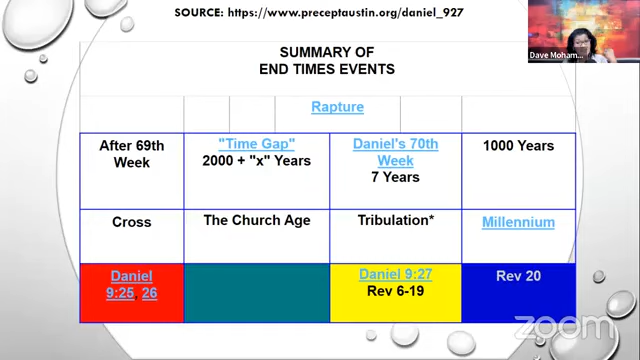 SOURCE: https://www.preceptaustin.org/daniel_927
Dave Moham...
SUMMARY OF
END TIMES EVENTS
Rapture
After 69th
Week
"Time Gap"
2000 + "x" Years
Daniel's 70th
Week
7 Years
1000 Years
Cross
The Church Age
Tribulation*
Millennium
Daniel
9:25, 26
Daniel 9:27
Rev 6-19
Rev 20
zoom